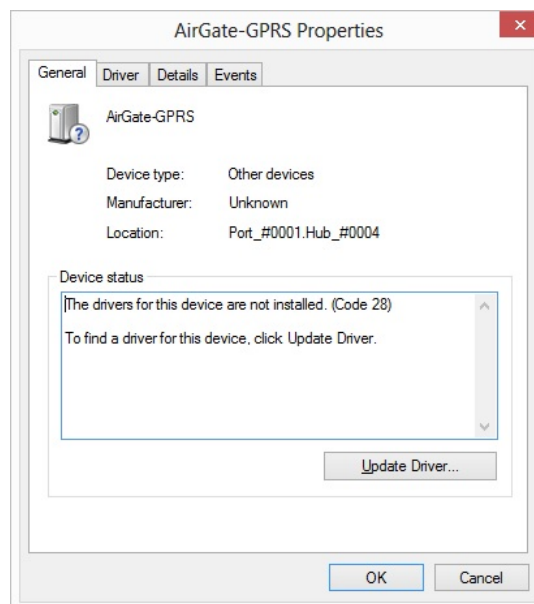 AirGate-GPRS Properties
General Driver Details Events
AirGate-GPRS
Device type: Other devices
Manufacturer: Unknown
Location: Port_#0001.Hub_#0004
Device status
The drivers for this device are not installed. (Code 28)
To find a driver for this device, click Update Driver.
Update Driver...
OK Cancel